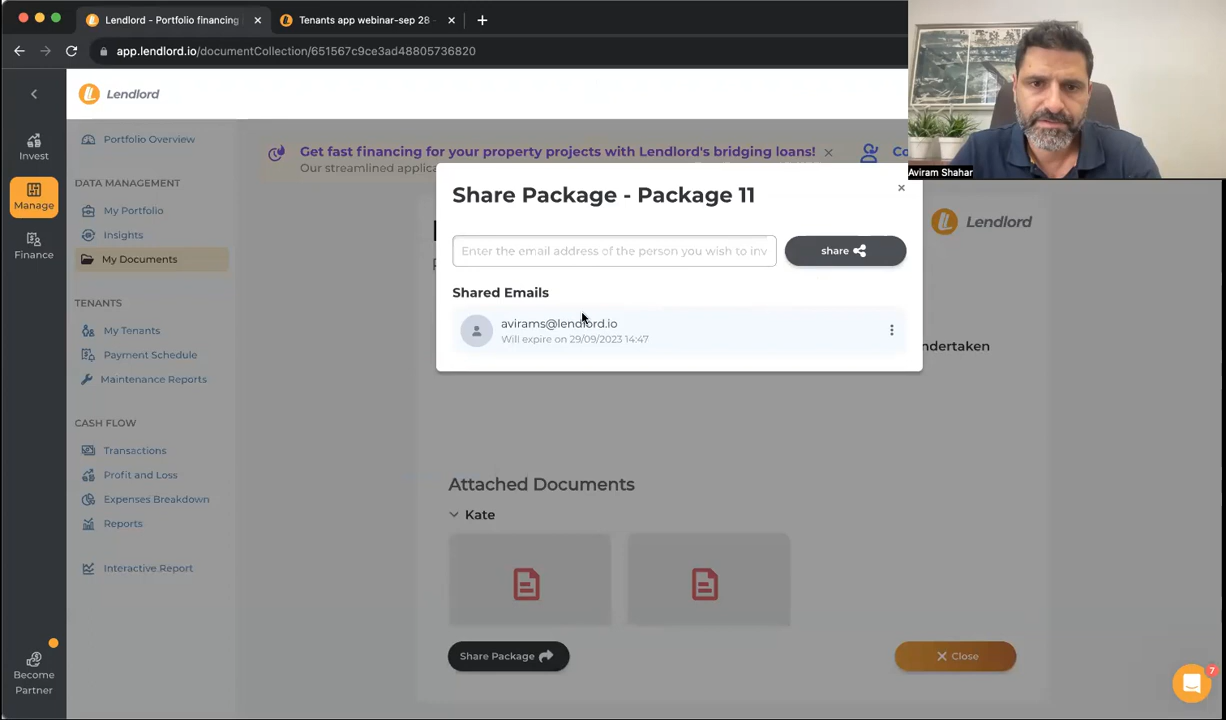 Lendlord - Portfolio financing
Tenants app webinar-sep 28
app.lendlord.io/documentCollection/651567c9ce3ad48805736820
Aviram Shahar
Lendlord
Invest
Manage
Finance
Become
Partner
Portfolio Overview
DATA MANAGEMENT
My Portfolio
Insights
My Documents
TENANTS
My Tenants
Payment Schedule
Maintenance Reports
CASH FLOW
Transactions
Profit and Loss
Expenses Breakdown
Reports
Interactive Report
Get fast financing for your property projects with Lendlord's bridging loans!
Co
Our streamlined applica
Lendlord
Share Package - Package 11
Enter the email address of the person you wish to inv
share
Shared Emails
avirams@lendlord.io
Will expire on 29/09/2023 14:47
ndertaken
Attached Documents
Kate
Share Package
Close
7